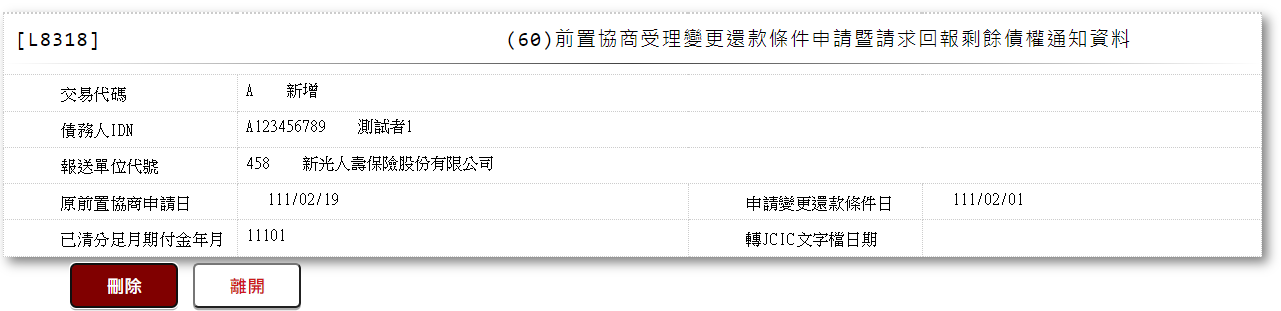 [L8318] (60)前置協商受理變更還款條件申請暨請求回報剩餘債權通知資料
交易代碼 A 新增
債務人IDN A123456789 測試者1
報送單位代號 458 新光人壽保險股份有限公司
原前置協商申請日 111/02/19 申請變更還款條件日 111/02/01
已清分足月期付金年月 11101 轉JCIC文字檔日期
刪除 離開